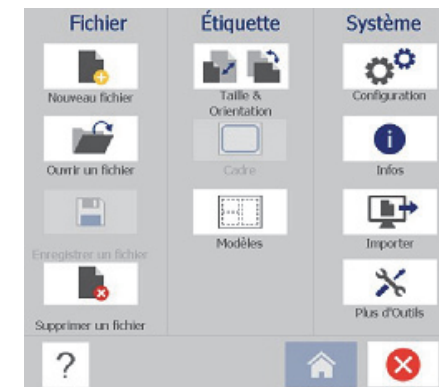 Fichier
Étiquette
Système
Nouveau fichier
Taille &
Orientation
Configuration
Ouvrir un fichier
Cadre
Infos
Enregistrer un fichier
Modèles
Importer
Supprimer un fichier
Plus d'Outils
?